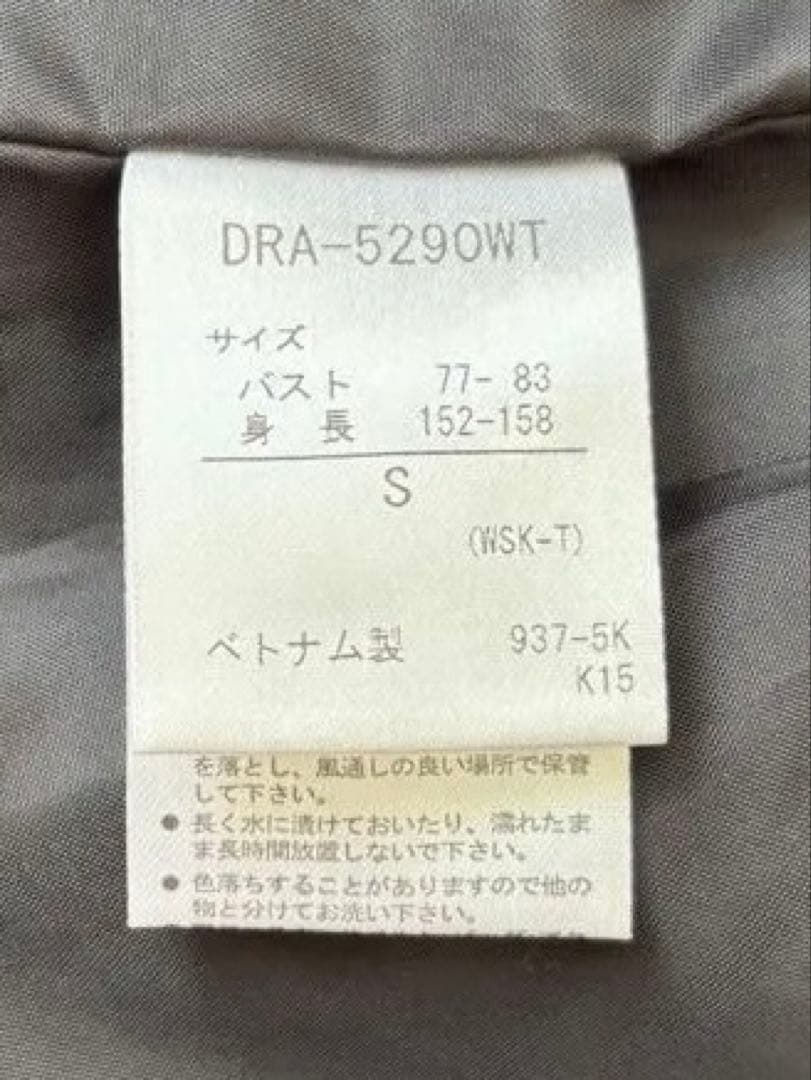 DRA-5290WT
サイズ
バスト 77- 83
身 長 152-158
S
(WSK-T)
ベトナム製 937-5K
K15
を落とし、風通しの良い場所で保管
して下さい。
● 長く水に漬けておいたり、濡れたま
ま長時間放置しないで下さい。
● 色落ちすることがありますので他の
物と分けてお洗い下さい。